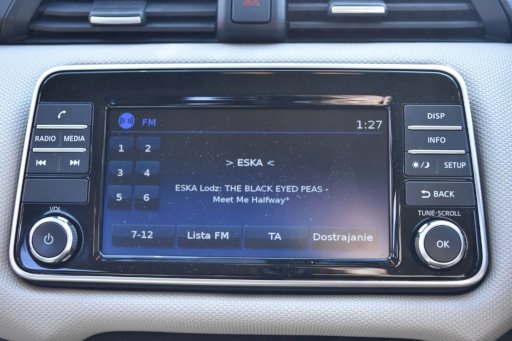 FM
1:27
1 2
3 4
5 6
> ESKA <
ESKA Lodz: THE BLACK EYED PEAS -
Meet Me Halfway*
7-12 Lista FM TA Dostrajanie
RADIO MEDIA
VOL
DISP
INFO
SETUP
BACK
TUNE·SCROLL
OK